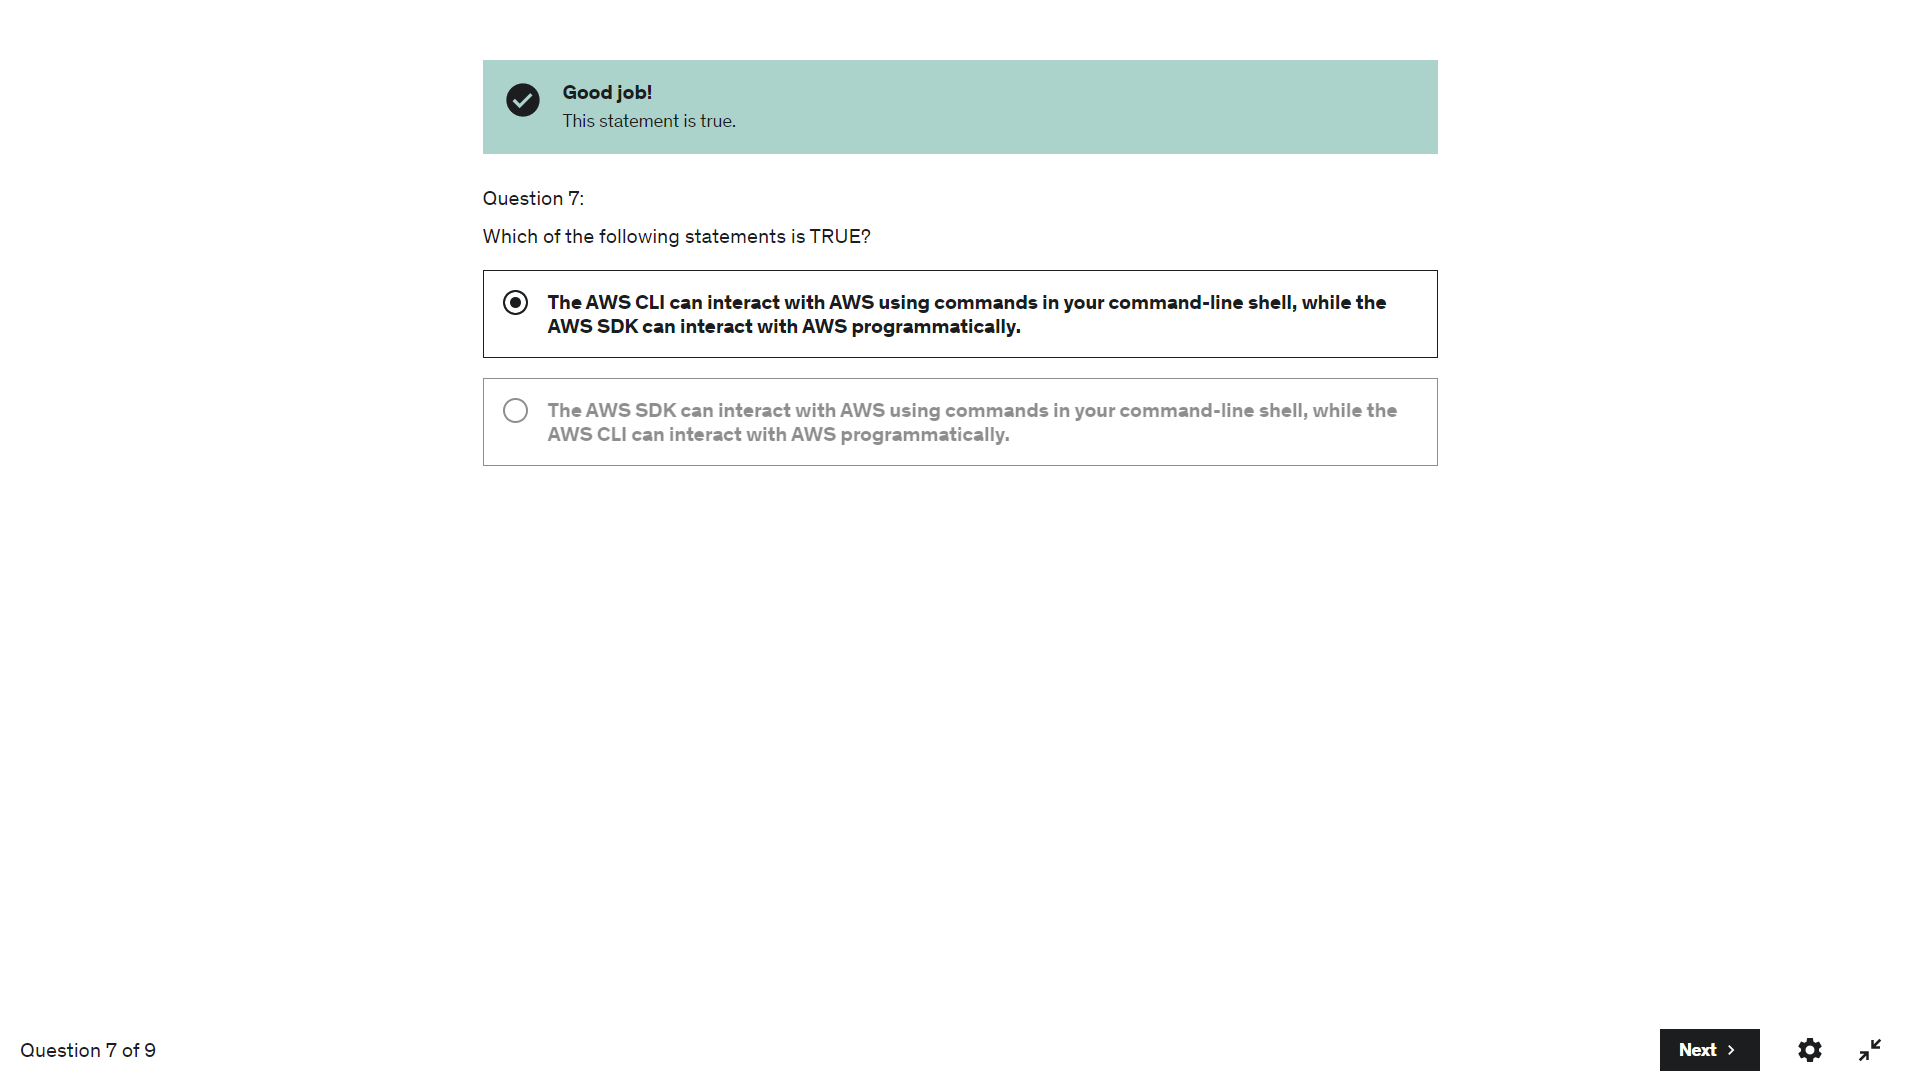 Good job!
This statement is true.
Question 7:
Which of the following statements is TRUE?
The AWS CLI can interact with AWS using commands in your command-line shell, while the
AWS SDK can interact with AWS programmatically.
The AWS SDK can interact with AWS using commands in your command-line shell, while the
AWS CLI can interact with AWS programmatically.
Question 7 of 9
Next